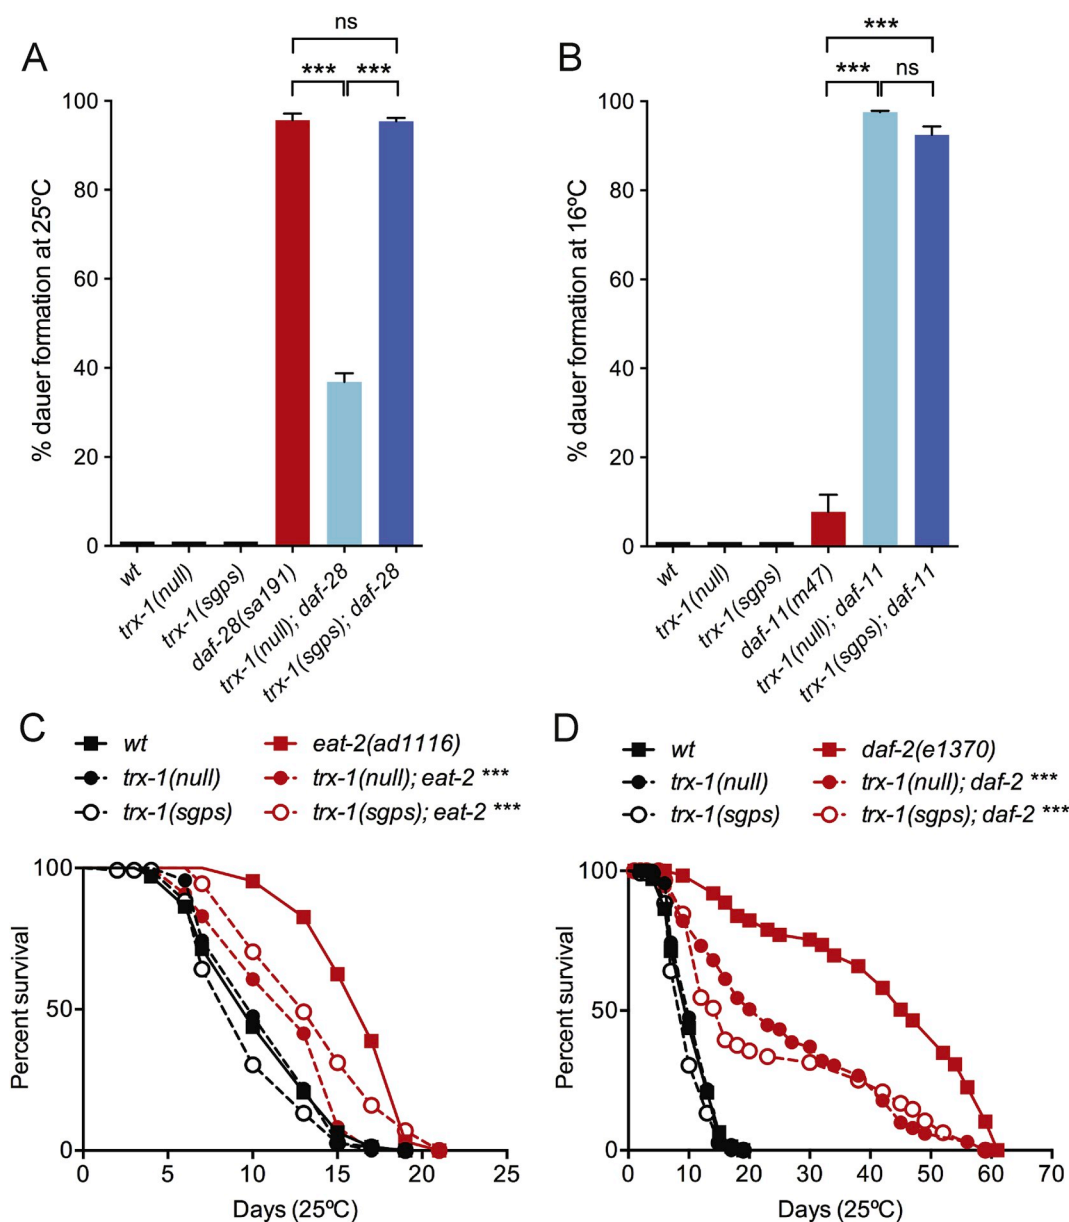 A
ns
*** ***
% dauer formation at 25ºC
100
80
60
40
20
0
wt
trx-1(null)
trx-1(sgps)
daf-28(sa191)
trx-1(null); daf-28
trx-1(sgps); daf-28
B
***
*** ns
% dauer formation at 16ºC
100
80
60
40
20
0
wt
trx-1(null)
trx-1(sgps)
daf-11(m47)
trx-1(null); daf-11
trx-1(sgps); daf-11
C
wt
trx-1(null)
trx-1(sgps)
eat-2(ad1116)
trx-1(null); eat-2 ***
trx-1(sgps); eat-2 ***
Percent survival
100
50
0
0 5 10 15 20 25
Days (25ºC)
D
wt
trx-1(null)
trx-1(sgps)
daf-2(e1370)
trx-1(null); daf-2 ***
trx-1(sgps); daf-2 ***
Percent survival
100
50
0
0 10 20 30 40 50 60 70
Days (25ºC)